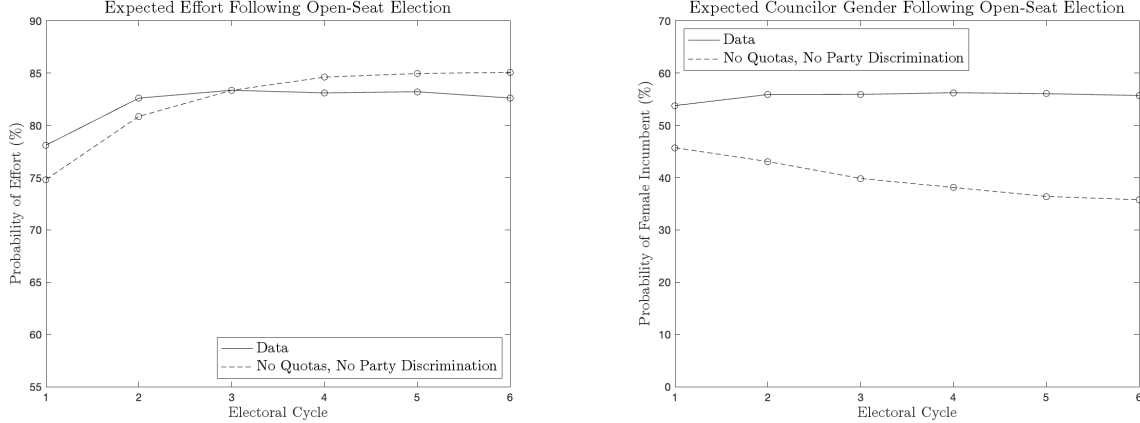 Expected Effort Following Open-Seat Election
90
85
80
75
70
65
60
55
Probability of Effort (%)
Data
No Quotas, No Party Discrimination
1 2 3 4 5 6
Electoral Cycle
Expected Councilor Gender Following Open-Seat Election
70
60
50
40
30
20
10
0
Probability of Female Incumbent (%)
Data
No Quotas, No Party Discrimination
1 2 3 4 5 6
Electoral Cycle